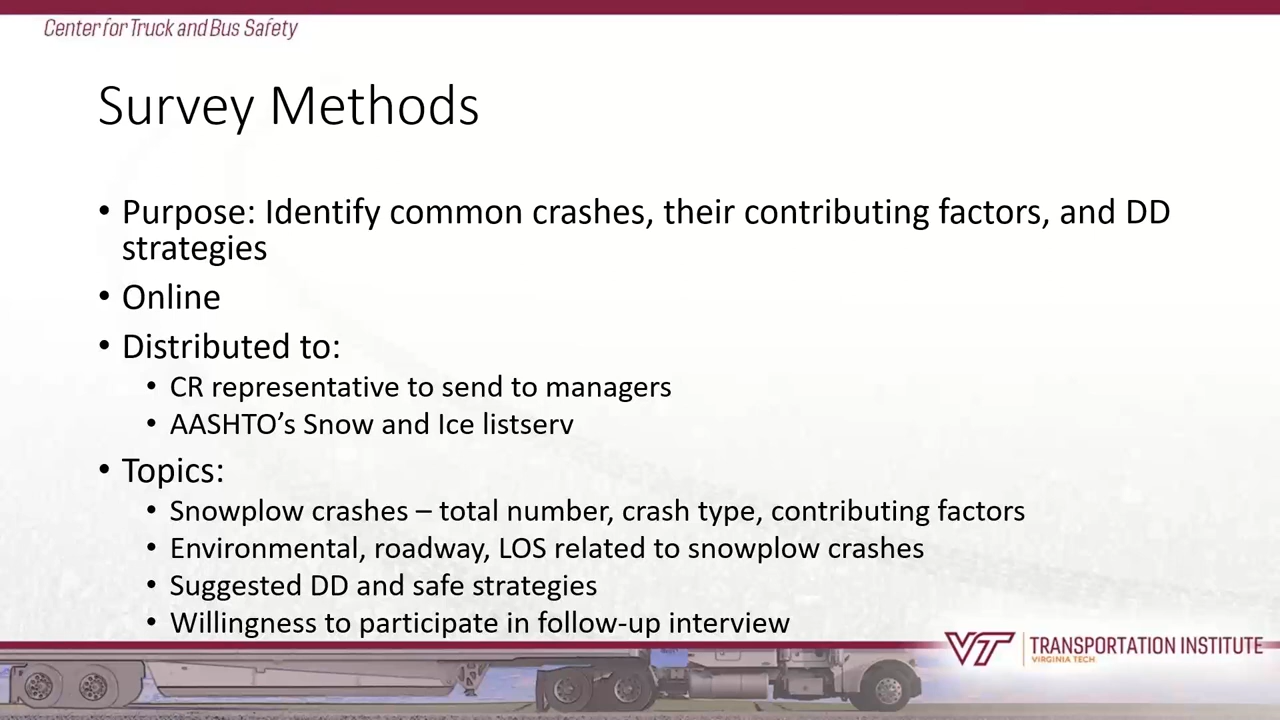 Center for Truck and Bus Safety
Survey Methods
• Purpose: Identify common crashes, their contributing factors, and DD
strategies
• Online
• Distributed to:
• CR representative to send to managers
• AASHTO’s Snow and Ice listserv
• Topics:
• Snowplow crashes – total number, crash type, contributing factors
• Environmental, roadway, LOS related to snowplow crashes
• Suggested DD and safe strategies
• Willingness to participate in follow-up interview
VT TRANSPORTATION INSTITUTE
VIRGINIA TECH